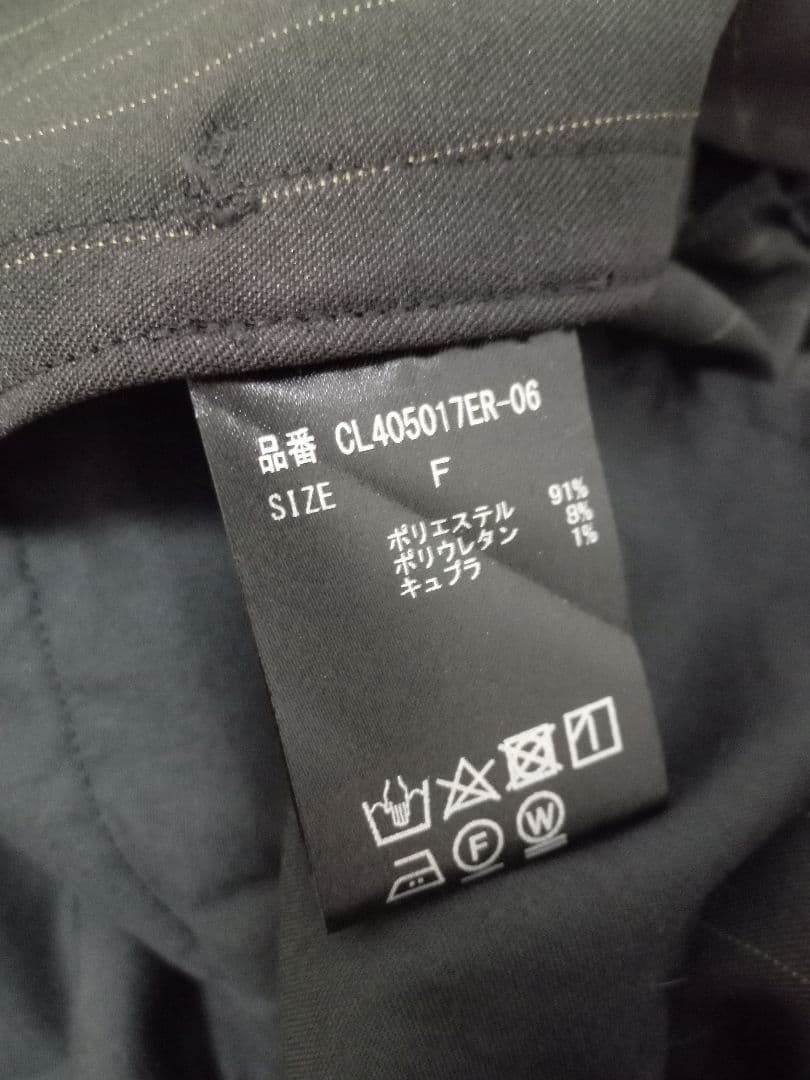 品番 CL405017ER-06
SIZE F
ポリエステル 91%
ポリウレタン 8%
キュプラ 1%
F W